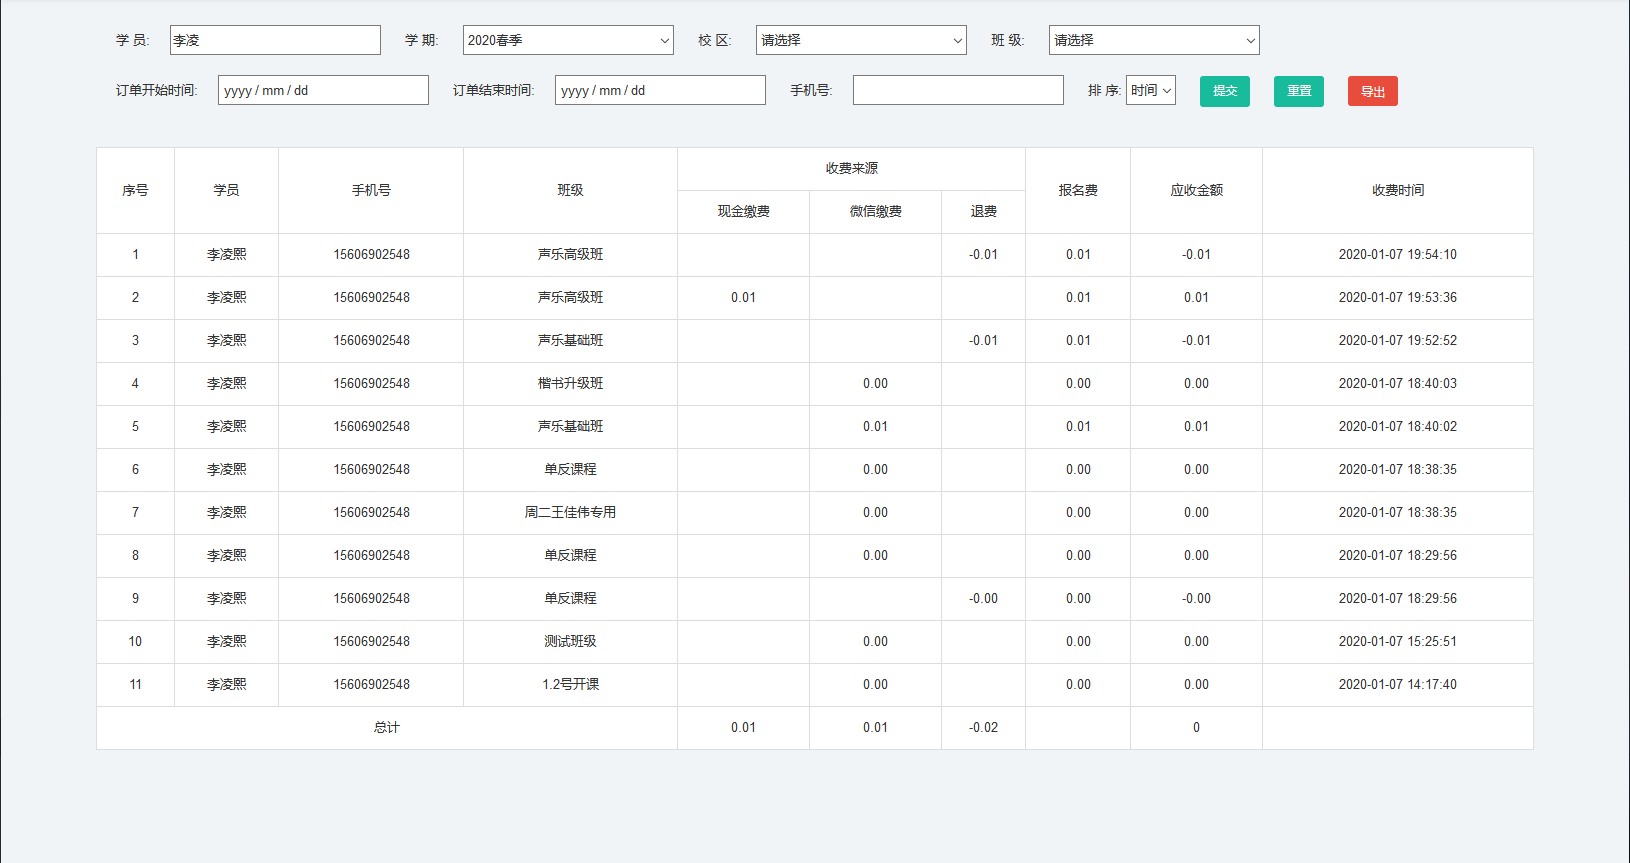 学 员: 李凌 学 期: 2020春季 校 区: 请选择 班 级: 请选择
订单开始时间: yyyy / mm / dd 订单结束时间: yyyy / mm / dd 手机号: 排 序: 时间 提交 重置 导出
序号 学员 手机号 班级 收费来源 报名费 应收金额 收费时间
现金缴费 微信缴费 退费
1 李凌熙 15606902548 声乐高级班 -0.01 0.01 -0.01 2020-01-07 19:54:10
2 李凌熙 15606902548 声乐高级班 0.01 0.01 0.01 2020-01-07 19:53:36
3 李凌熙 15606902548 声乐基础班 -0.01 0.01 -0.01 2020-01-07 19:52:52
4 李凌熙 15606902548 楷书升级班 0.00 0.00 0.00 2020-01-07 18:40:03
5 李凌熙 15606902548 声乐基础班 0.01 0.01 0.01 2020-01-07 18:40:02
6 李凌熙 15606902548 单反课程 0.00 0.00 0.00 2020-01-07 18:38:35
7 李凌熙 15606902548 周二王佳伟专用 0.00 0.00 0.00 2020-01-07 18:38:35
8 李凌熙 15606902548 单反课程 0.00 0.00 0.00 2020-01-07 18:29:56
9 李凌熙 15606902548 单反课程 -0.00 0.00 -0.00 2020-01-07 18:29:56
10 李凌熙 15606902548 测试班级 0.00 0.00 0.00 2020-01-07 15:25:51
11 李凌熙 15606902548 1.2号开课 0.00 0.00 0.00 2020-01-07 14:17:40
总计 0.01 0.01 -0.02 0